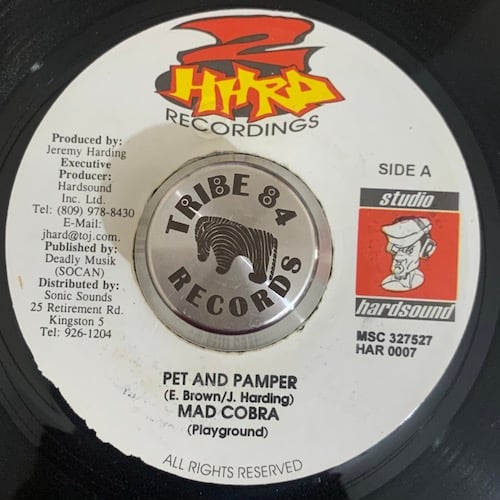 2
HARD
RECORDINGS
Produced by:
Jeremy Harding
Executive
Producer:
Hardsound
Inc. Ltd.
Tel: (809) 978-8430
E-Mail:
jhard@toj.com
Published by:
Deadly Musik
(SOCAN)
Distributed by:
Sonic Sounds
25 Retirement Rd.
Kingston 5
Tel: 926-1204
TRIBE 84
RECORDS
SIDE A
studio
hardsound
MSC 327527
HAR 0007
PET AND PAMPER
(E. Brown/J. Harding)
MAD COBRA
(Playground)
ALL RIGHTS RESERVED